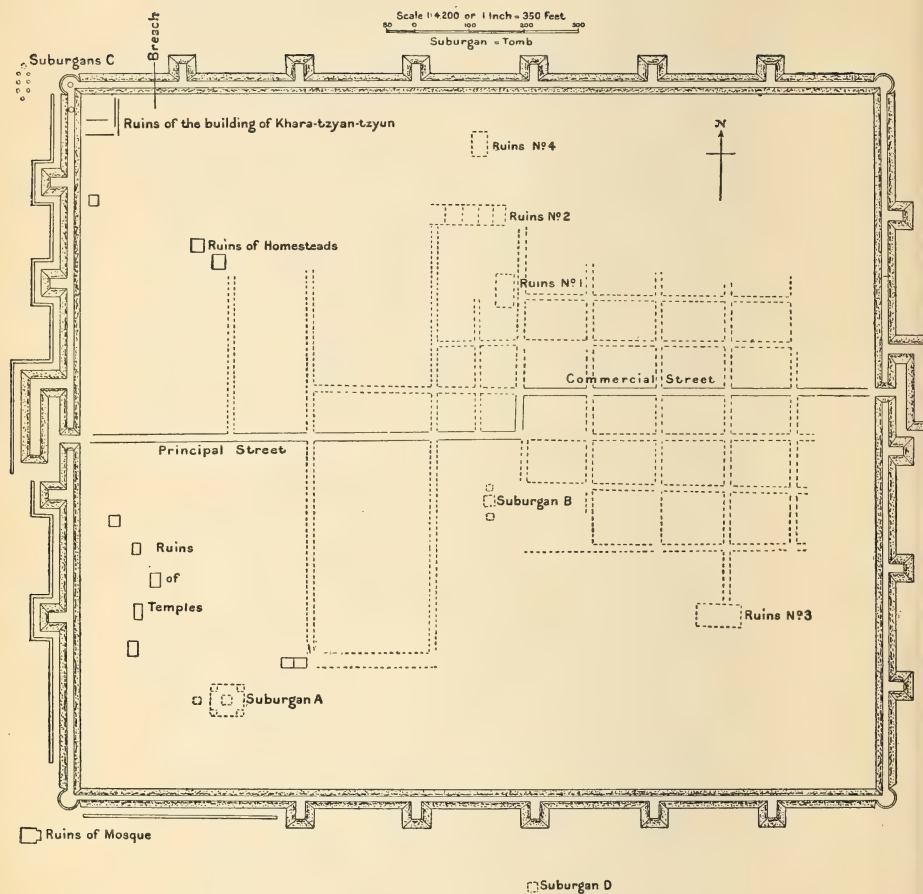 Scale 1:4,200 or 1 Inch = 350 Feet
50 0 100 200 300
Suburgan = Tomb
Suburgans C
Breach
Ruins of the building of Khara-tzyan-tzyun
N
Ruins Nº4
Ruins Nº2
Ruins of Homesteads
Ruins Nº1
Commercial Street
Principal Street
Suburgan B
Ruins
of
Temples
Ruins Nº3
Suburgan A
Ruins of Mosque
Suburgan D